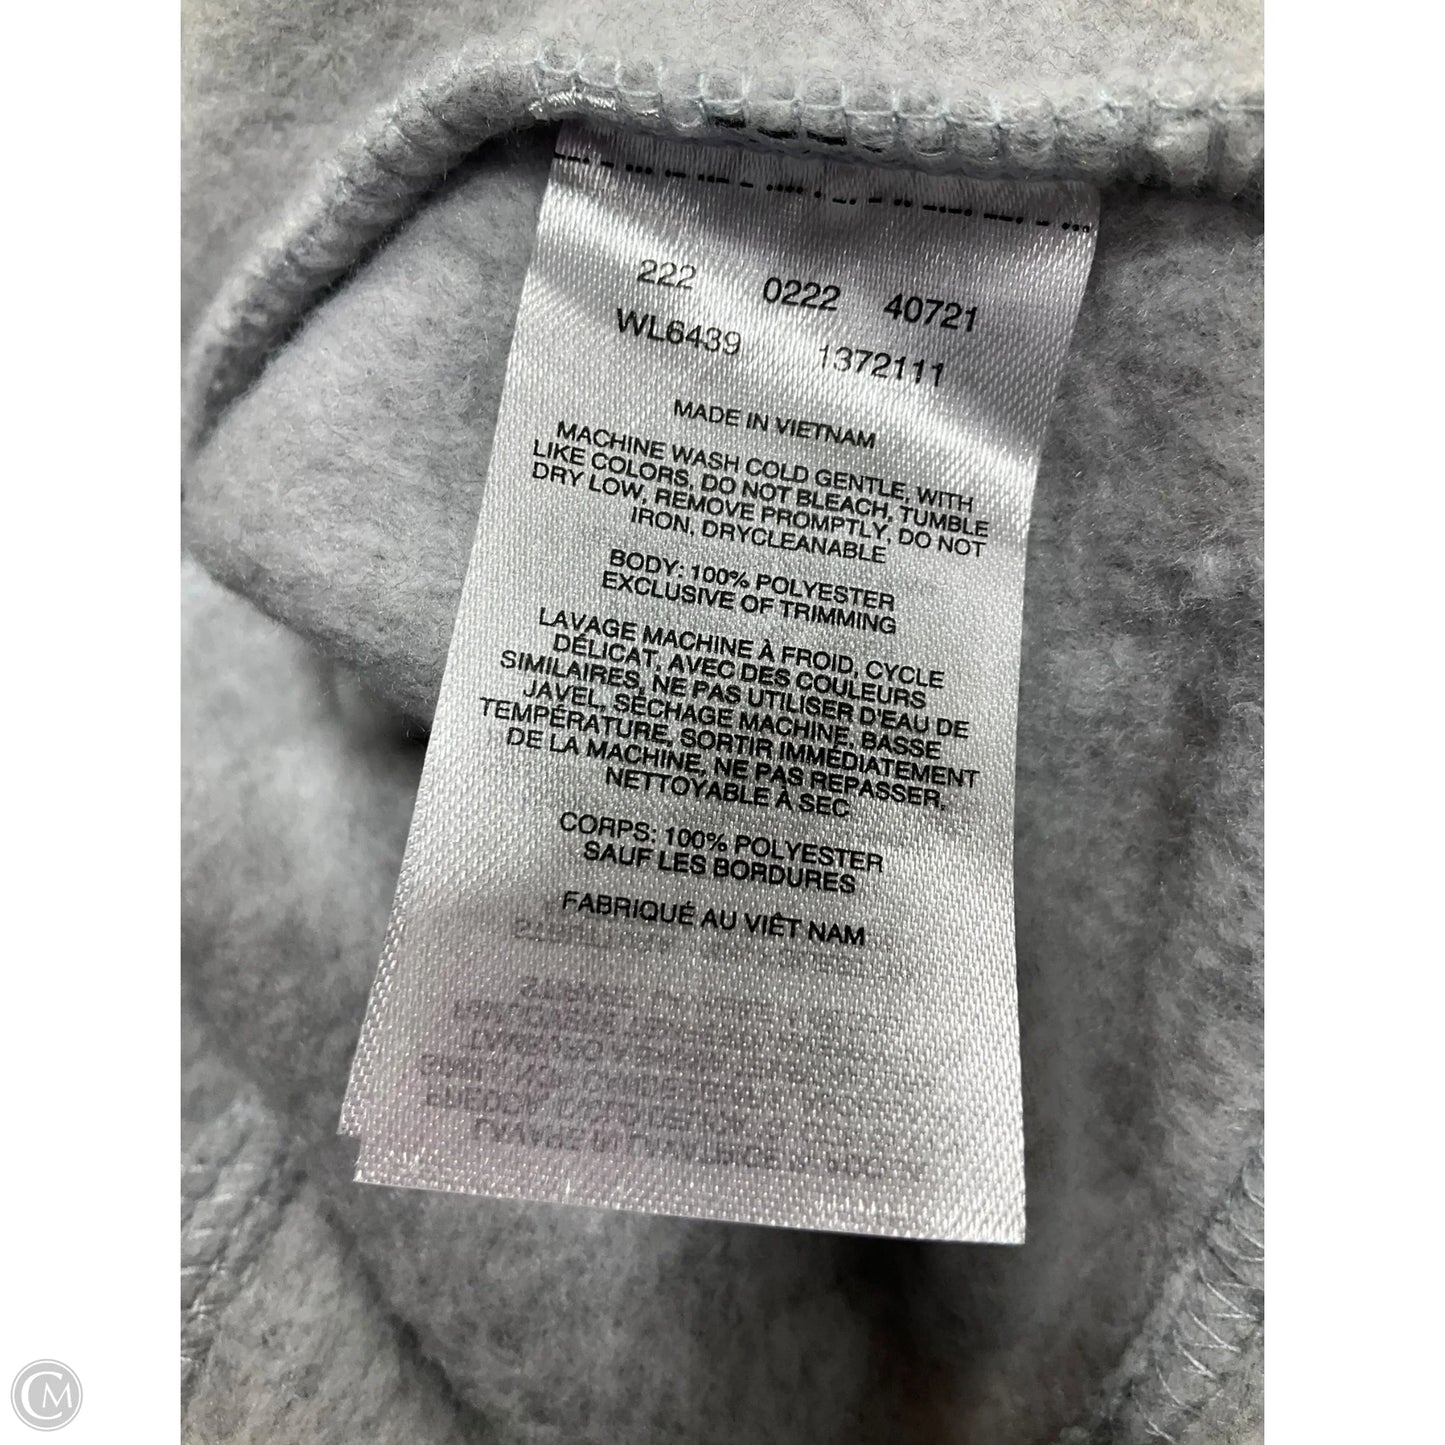 222 0222 40721
WL6439 1372111
MADE IN VIETNAM
MACHINE WASH COLD GENTLE, WITH
LIKE COLORS, DO NOT BLEACH, TUMBLE
DRY LOW, REMOVE PROMPTLY, DO NOT
IRON, DRYCLEANABLE
BODY: 100% POLYESTER
EXCLUSIVE OF TRIMMING
LAVAGE MACHINE À FROID, CYCLE
DÉLICAT, AVEC DES COULEURS
SIMILAIRES, NE PAS UTILISER D'EAU DE
JAVEL, SÉCHAGE MACHINE, BASSE
TEMPÉRATURE, SORTIR IMMÉDIATEMENT
DE LA MACHINE, NE PAS REPASSER,
NETTOYABLE À SEC
CORPS: 100% POLYESTER
SAUF LES BORDURES
FABRIQUÉ AU VIÊT NAM
CM